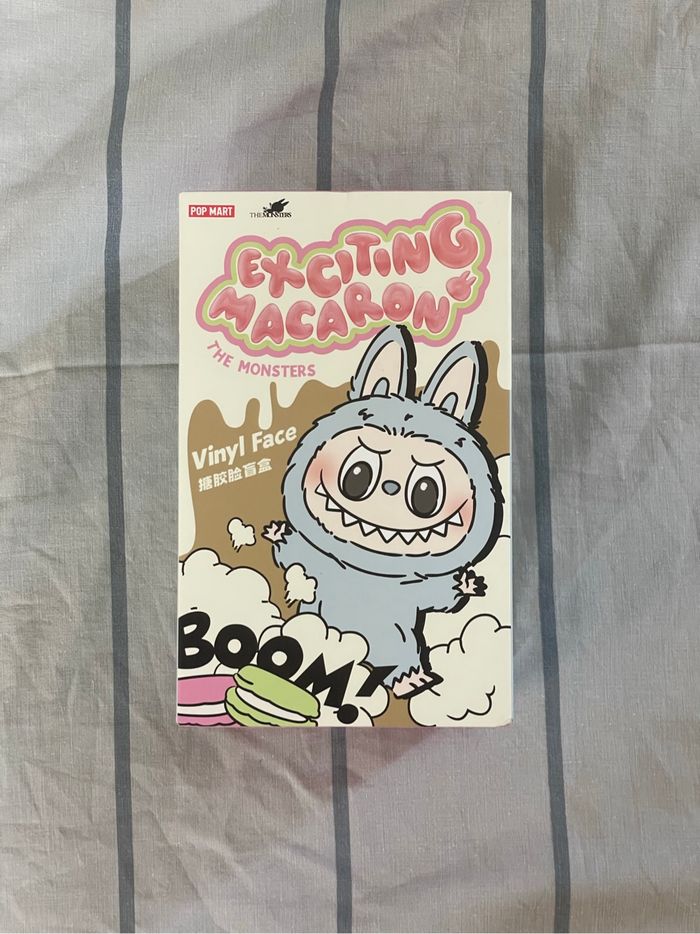 POP MART
THE MONSTERS
EXCITING
MACARON
THE MONSTERS
Vinyl Face
搪胶脸盲盒
BOOM!